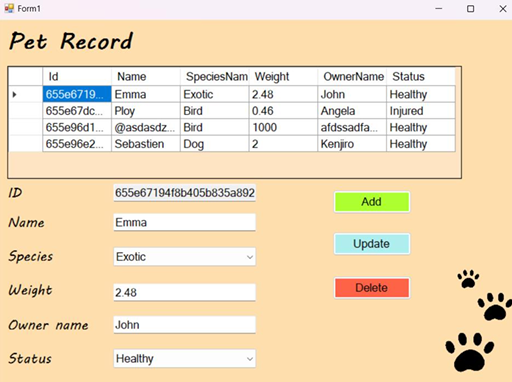 Form1
Pet Record
Id Name SpeciesNam Weight OwnerName Status
655e6719... Emma Exotic 2.48 John Healthy
655e67dc... Ploy Bird 0.46 Angela Injured
655e96d1... @asdasdz... Bird 1000 afdssadfa... Healthy
655e96e2... Sebastien Dog 2 Kenjiro Healthy
ID 655e67194f8b405b835a892
Add
Name Emma
Update
Species Exotic
Weight 2.48
Delete
Owner name John
Status Healthy